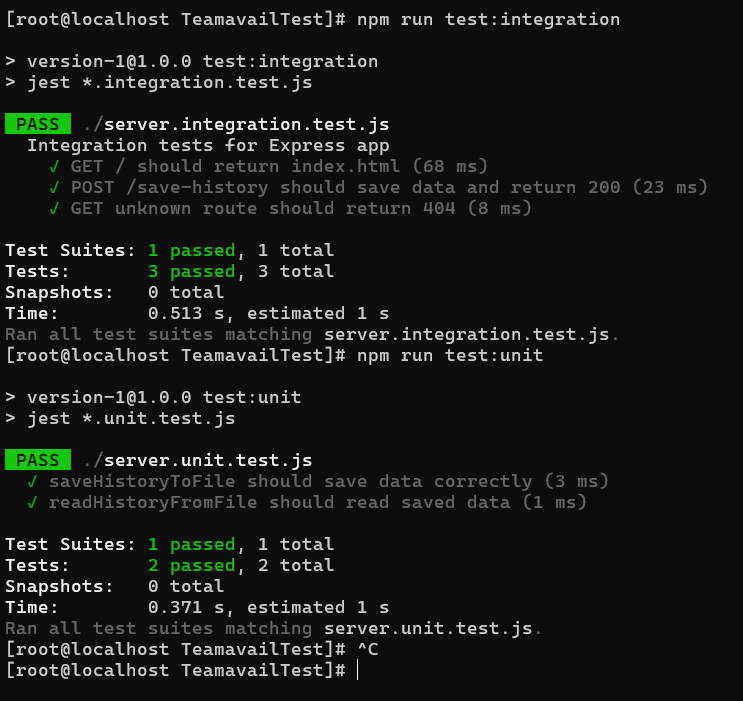 [root@localhost TeamavailTest]# npm run test:integration
> version-1@1.0.0 test:integration
> jest *.integration.test.js
PASS ./server.integration.test.js
Integration tests for Express app
√ GET / should return index.html (68 ms)
√ POST /save-history should save data and return 200 (23 ms)
√ GET unknown route should return 404 (8 ms)
Test Suites: 1 passed, 1 total
Tests: 3 passed, 3 total
Snapshots: 0 total
Time: 0.513 s, estimated 1 s
Ran all test suites matching server.integration.test.js.
[root@localhost TeamavailTest]# npm run test:unit
> version-1@1.0.0 test:unit
> jest *.unit.test.js
PASS ./server.unit.test.js
√ saveHistoryToFile should save data correctly (3 ms)
√ readHistoryFromFile should read saved data (1 ms)
Test Suites: 1 passed, 1 total
Tests: 2 passed, 2 total
Snapshots: 0 total
Time: 0.371 s, estimated 1 s
Ran all test suites matching server.unit.test.js.
[root@localhost TeamavailTest]# ^C
[root@localhost TeamavailTest]#